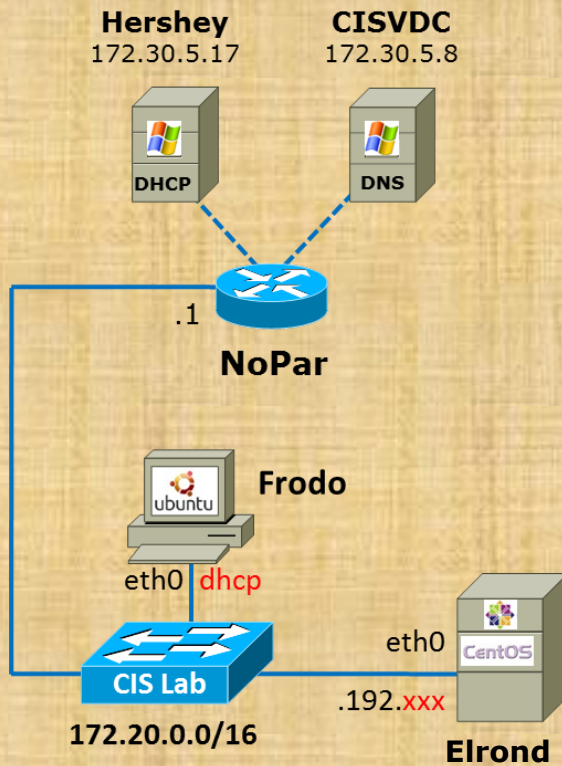 Hershey
172.30.5.17
CISVDC
172.30.5.8
DHCP
DNS
.1
NoPar
ubuntu
Frodo
eth0 dhcp
CIS Lab
172.20.0.0/16
eth0
CentOS
.192.xxx
Elrond